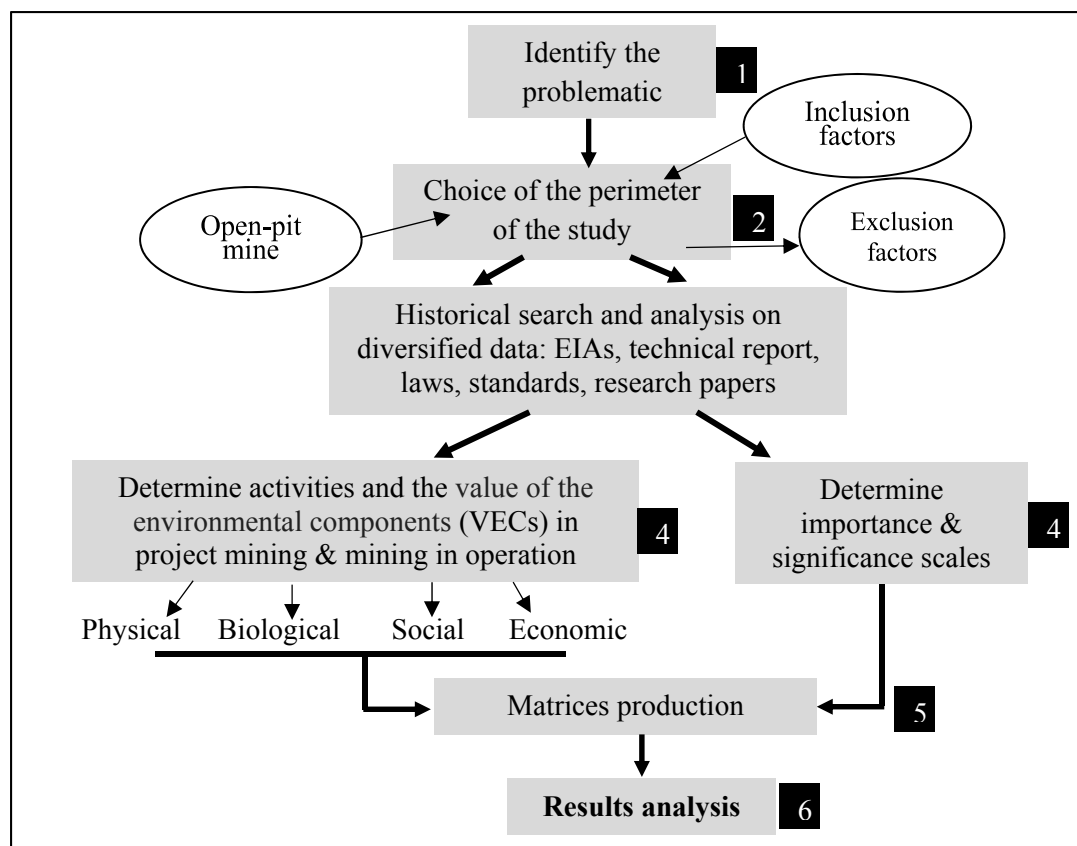 Identify the
problematic
1
Inclusion
factors
Choice of the perimeter
of the study
2
Open-pit
mine
Exclusion
factors
Historical search and analysis on
diversified data: EIAs, technical report,
laws, standards, research papers
Determine activities and the value of the
environmental components (VECs) in
project mining & mining in operation
4
Determine
importance &
significance scales
4
Physical
Biological
Social
Economic
Matrices production
5
Results analysis
6